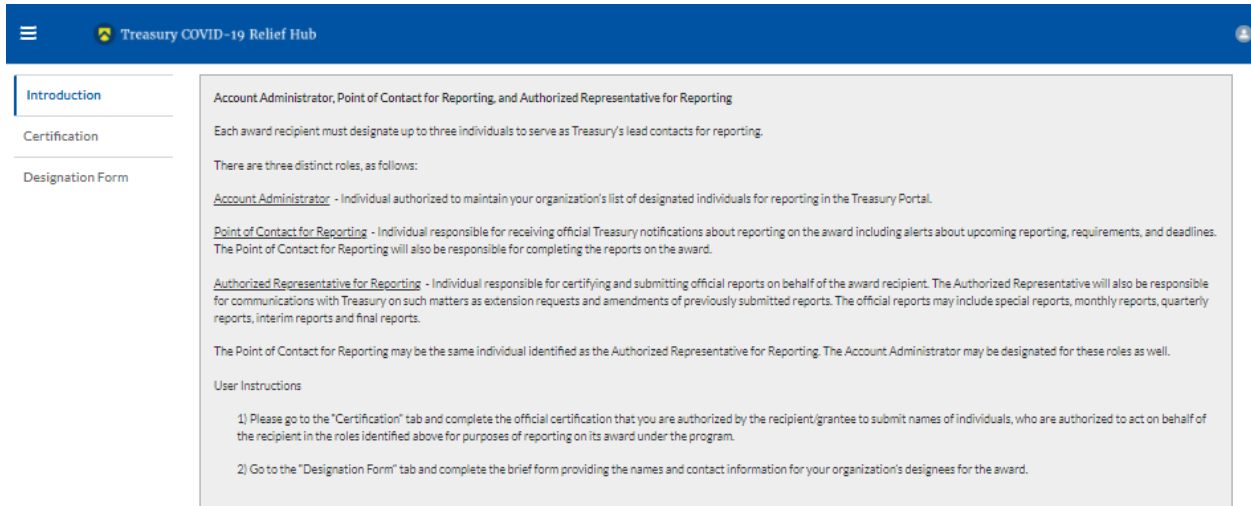 Treasury COVID-19 Relief Hub
Introduction
Certification
Designation Form
Account Administrator, Point of Contact for Reporting, and Authorized Representative for Reporting
Each award recipient must designate up to three individuals to serve as Treasury's lead contacts for reporting.
There are three distinct roles, as follows:
Account Administrator - Individual authorized to maintain your organization's list of designated individuals for reporting in the Treasury Portal.
Point of Contact for Reporting - Individual responsible for receiving official Treasury notifications about reporting on the award including alerts about upcoming reporting, requirements, and deadlines.
The Point of Contact for Reporting will also be responsible for completing the reports on the award.
Authorized Representative for Reporting - Individual responsible for certifying and submitting official reports on behalf of the award recipient. The Authorized Representative will also be responsible
for communications with Treasury on such matters as extension requests and amendments of previously submitted reports. The official reports may include special reports, monthly reports, quarterly
reports, interim reports and final reports.
The Point of Contact for Reporting may be the same individual identified as the Authorized Representative for Reporting. The Account Administrator may be designated for these roles as well.
User Instructions
1) Please go to the "Certification" tab and complete the official certification that you are authorized by the recipient/grantee to submit names of individuals, who are authorized to act on behalf of
the recipient in the roles identified above for purposes of reporting on its award under the program.
2) Go to the "Designation Form" tab and complete the brief form providing the names and contact information for your organization's designees for the award.